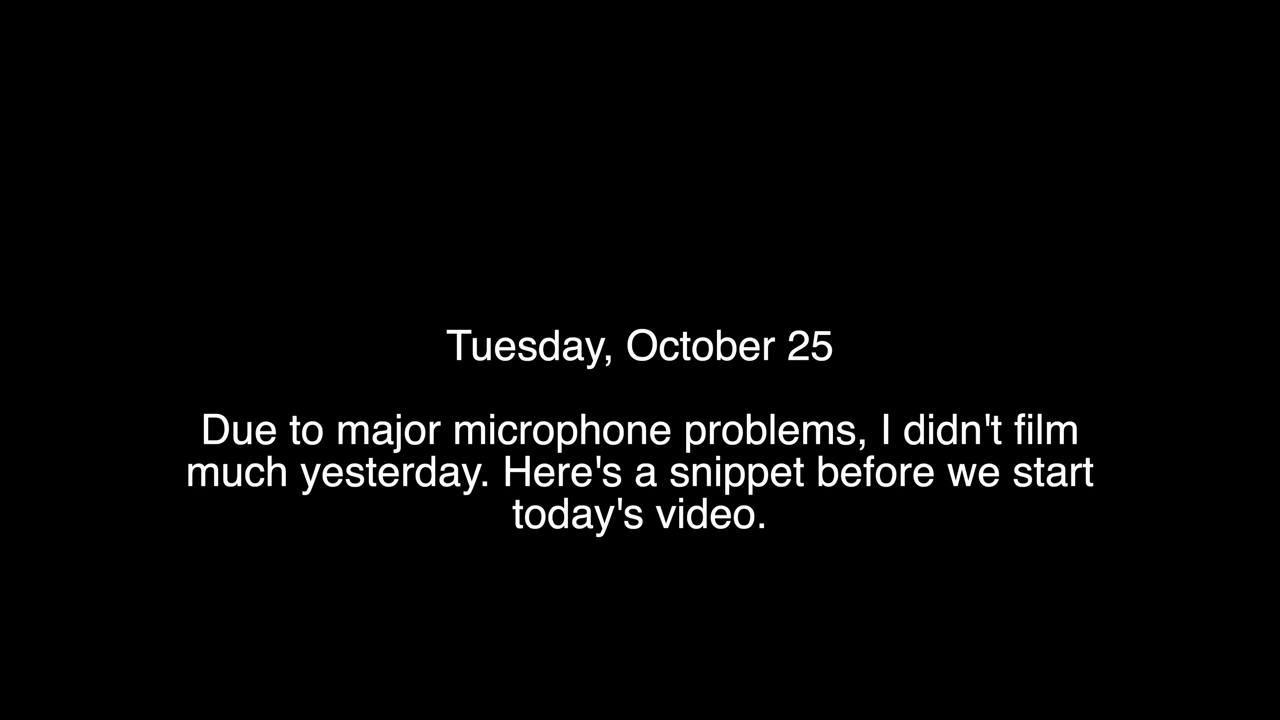 Tuesday, October 25
Due to major microphone problems, I didn't film
much yesterday. Here's a snippet before we start
today's video.